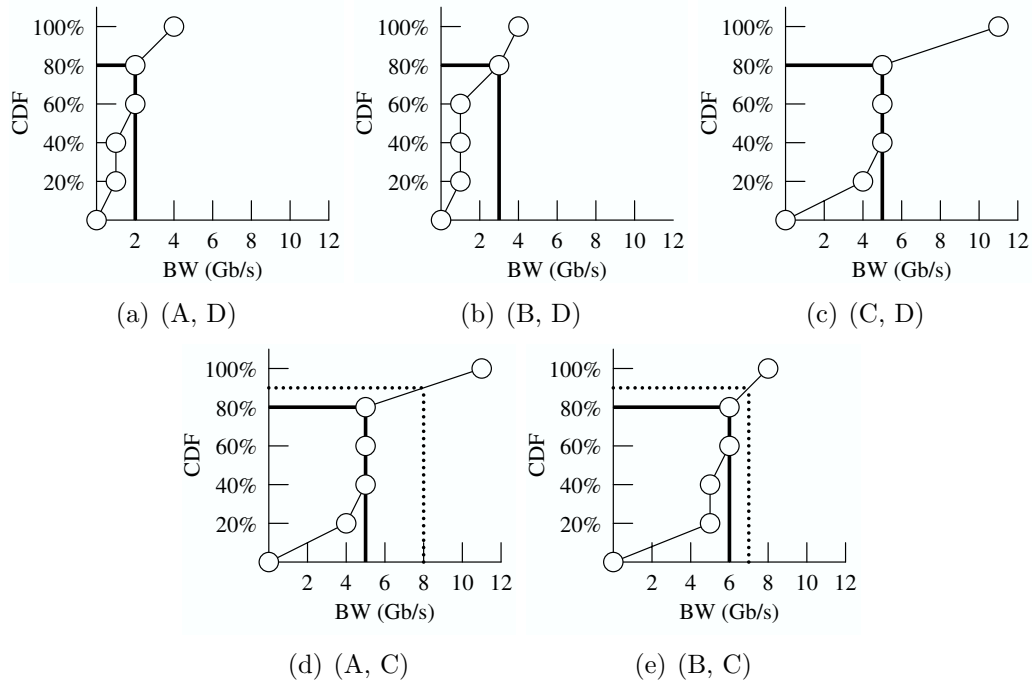 100%
80%
60%
40%
20%
CDF
2 4 6 8 10 12
BW (Gb/s)
(a) (A, D)
100%
80%
60%
40%
20%
CDF
2 4 6 8 10 12
BW (Gb/s)
(b) (B, D)
100%
80%
60%
40%
20%
CDF
2 4 6 8 10 12
BW (Gb/s)
(c) (C, D)
100%
80%
60%
40%
20%
CDF
2 4 6 8 10 12
BW (Gb/s)
(d) (A, C)
100%
80%
60%
40%
20%
CDF
2 4 6 8 10 12
BW (Gb/s)
(e) (B, C)